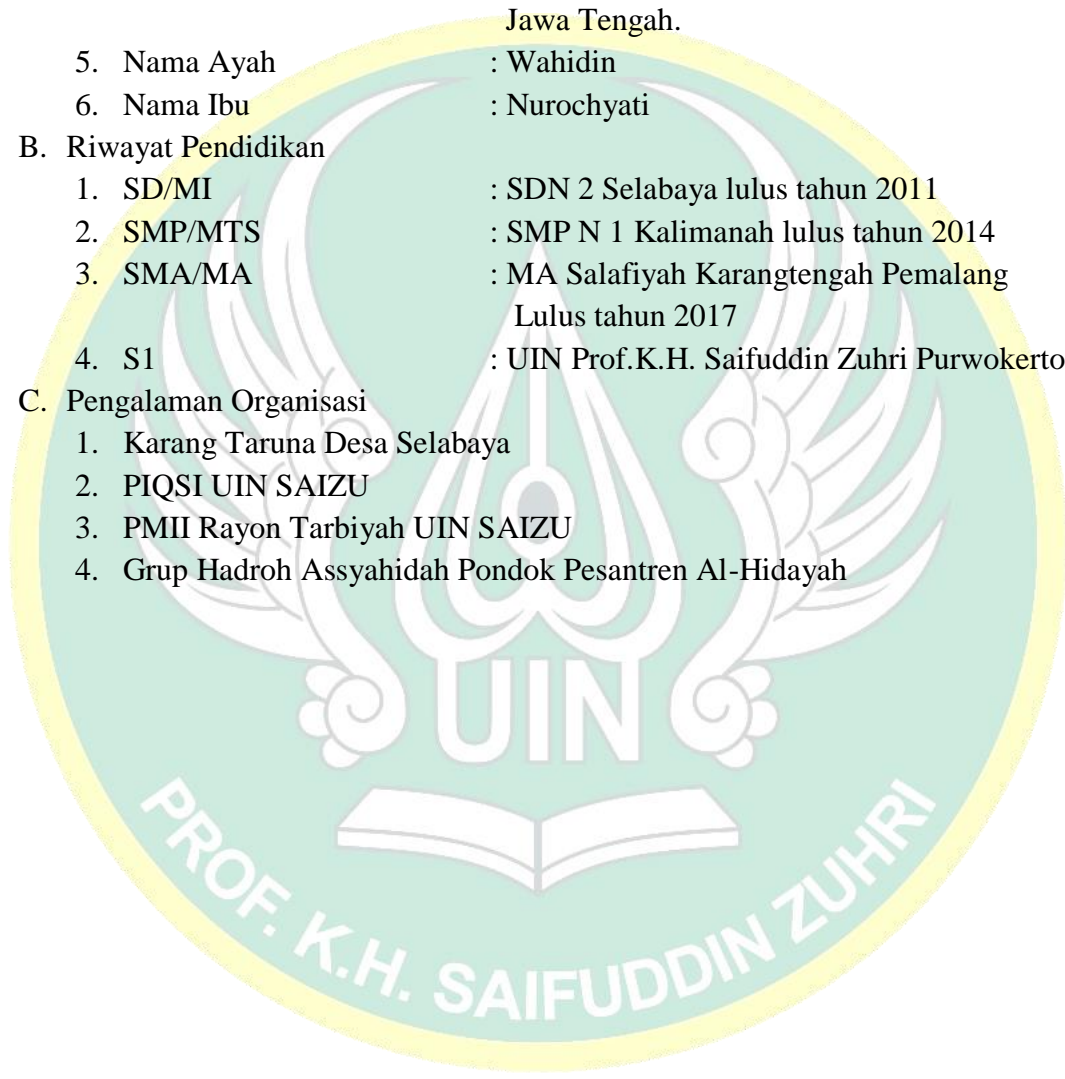 Jawa Tengah.
5. Nama Ayah : Wahidin
6. Nama Ibu : Nurochyati
B. Riwayat Pendidikan
1. SD/MI : SDN 2 Selabaya lulus tahun 2011
2. SMP/MTS : SMP N 1 Kalimanah lulus tahun 2014
3. SMA/MA : MA Salafiyah Karangtengah Pemalang
Lulus tahun 2017
4. S1 : UIN Prof.K.H. Saifuddin Zuhri Purwokerto
C. Pengalaman Organisasi
1. Karang Taruna Desa Selabaya
2. PIQSI UIN SAIZU
3. PMII Rayon Tarbiyah UIN SAIZU
4. Grup Hadroh Assyahidah Pondok Pesantren Al-Hidayah
UIN
PROF. K.H. SAIFUDDIN ZUHRI